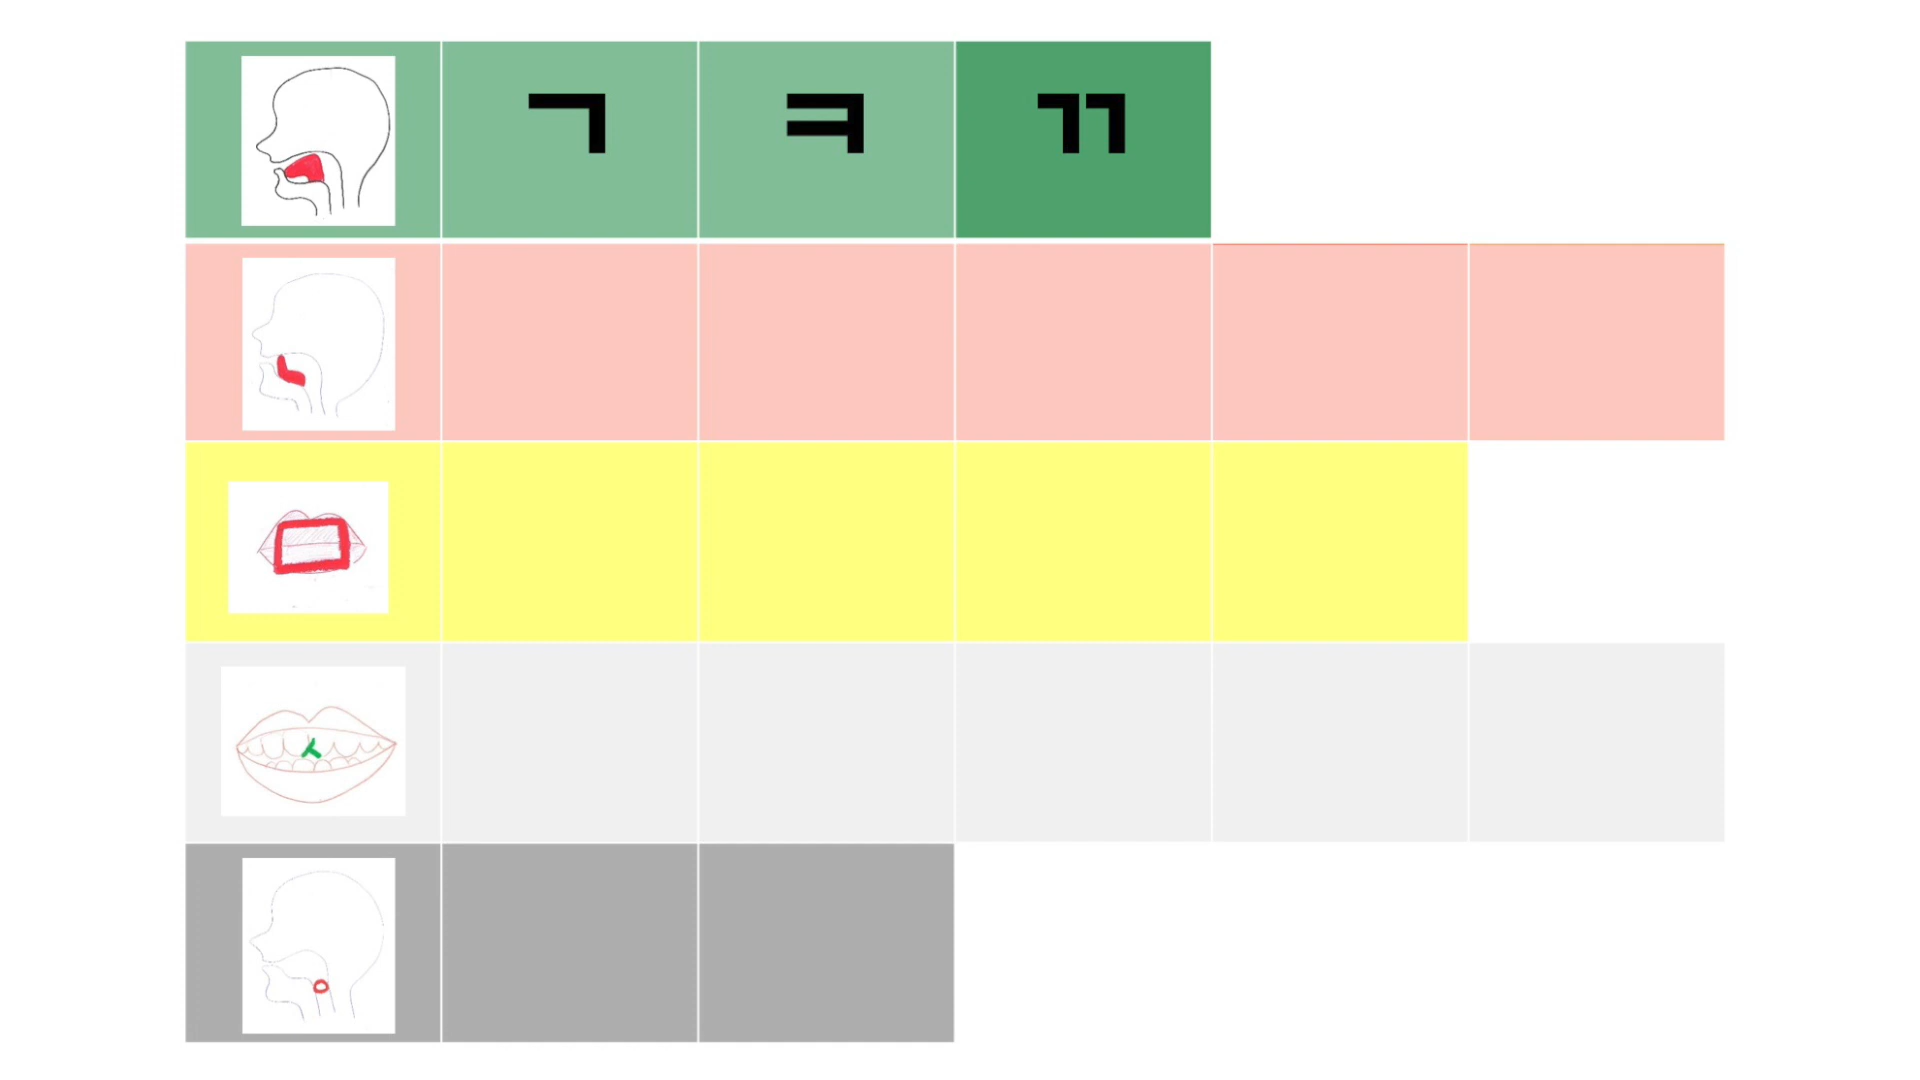 ㄱ ㅋ ㄲ